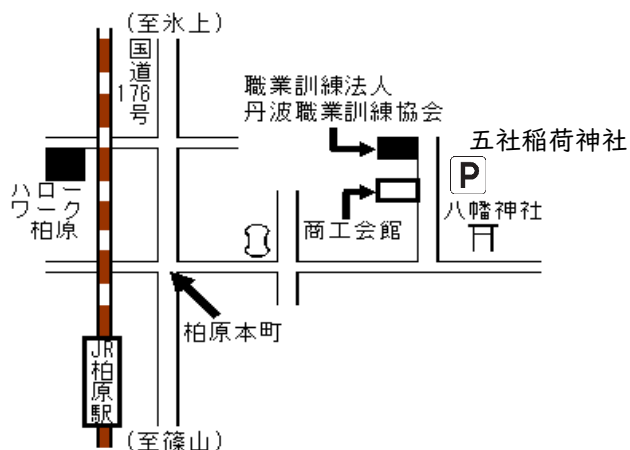 (至氷上)
国道176号
職業訓練法人
丹波職業訓練協会
五社稲荷神社
P
ハロー
ワーク
柏原
商工会館
八幡神社
柏原本町
JR柏原駅
(至篠山)